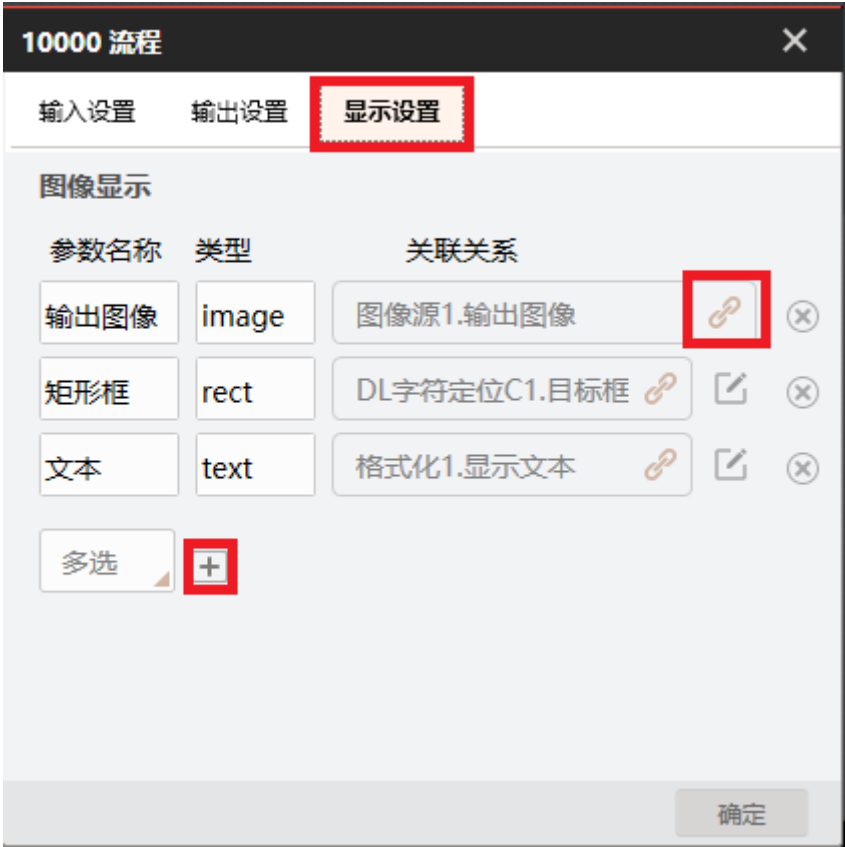 10000 流程
输入设置 输出设置 显示设置
图像显示
参数名称 类型 关联关系
输出图像 image 图像源1.输出图像
矩形框 rect DL字符定位C1.目标框
文本 text 格式化1.显示文本
多选
确定